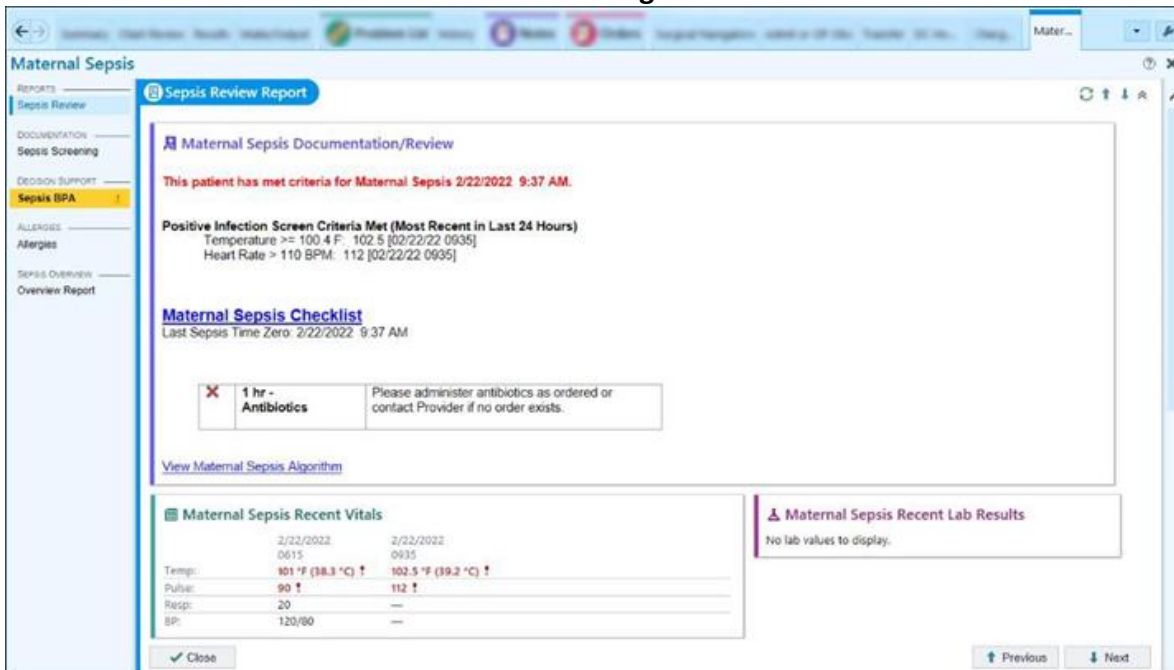 Mater...
Maternal Sepsis
REPORTS
Sepsis Review
DOCUMENTATION
Sepsis Screening
DECISION SUPPORT
Sepsis BPA !
ALLERGIES
Allergies
SEPSIS OVERVIEW
Overview Report
Sepsis Review Report
Maternal Sepsis Documentation/Review
This patient has met criteria for Maternal Sepsis 2/22/2022 9:37 AM.
Positive Infection Screen Criteria Met (Most Recent in Last 24 Hours)
Temperature >= 100.4 F: 102.5 [02/22/22 0935]
Heart Rate > 110 BPM: 112 [02/22/22 0935]
Maternal Sepsis Checklist
Last Sepsis Time Zero: 2/22/2022 9:37 AM
1 hr - Please administer antibiotics as ordered or
Antibiotics contact Provider if no order exists.
View Maternal Sepsis Algorithm
Maternal Sepsis Recent Vitals
2/22/2022 2/22/2022
0615 0935
Temp: 101 °F (38.3 °C) ! 102.5 °F (39.2 °C) !
Pulse: 90 ! 112 !
Resp: 20 —
BP: 120/80 —
Maternal Sepsis Recent Lab Results
No lab values to display.
Close
Previous Next